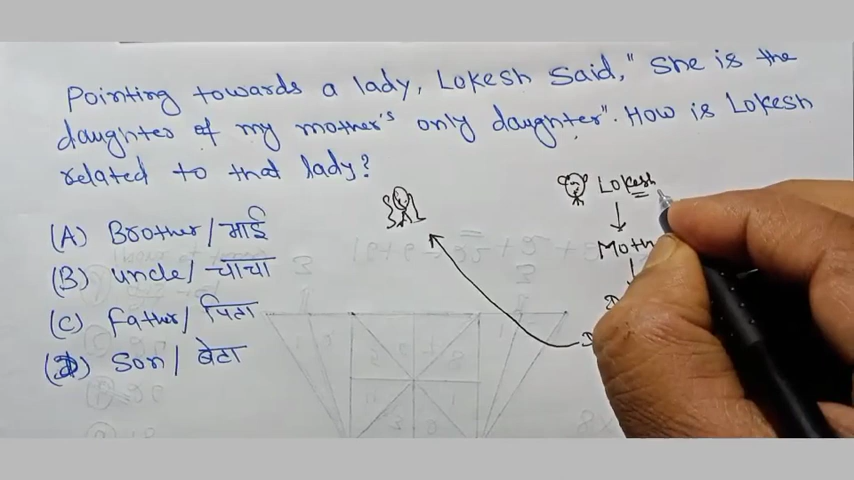 Pointing towards a lady, Lokesh said," She is the
daughter of my mother's only daughter". How is Lokesh
related to that lady?
Lokesh
(A) Brother/भाई
Moth
(B) uncle/चाचा
(C) father/पिता
(D) Son/बेटा